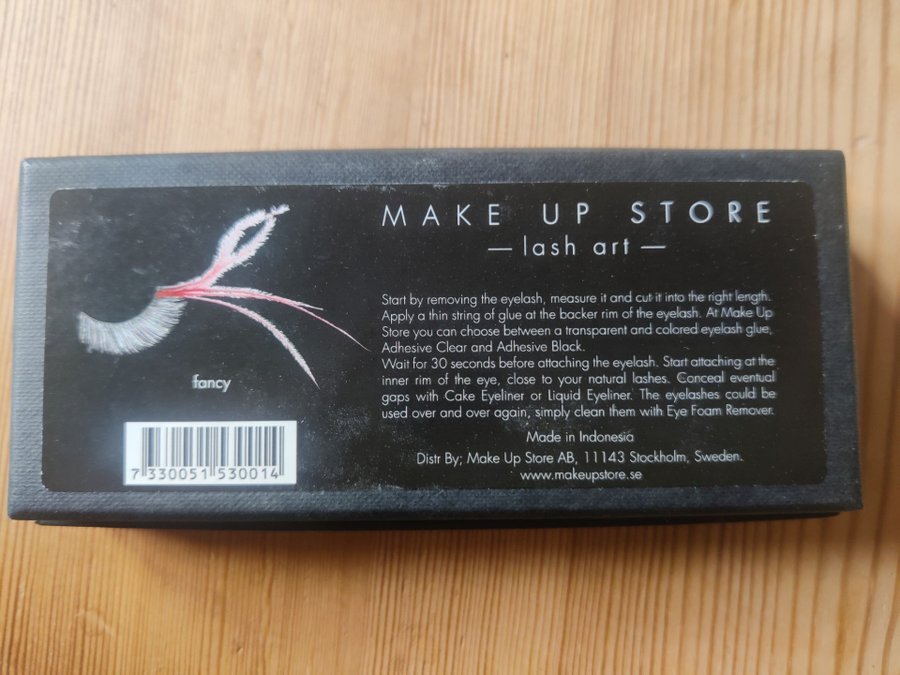 MAKE UP STORE
— lash art —
Start by removing the eyelash, measure it and cut it into the right length.
Apply a thin string of glue at the backer rim of the eyelash. At Make Up
Store you can choose between a transparent and colored eyelash glue,
Adhesive Clear and Adhesive Black.
Wait for 30 seconds before attaching the eyelash. Start attaching at the
inner rim of the eye, close to your natural lashes. Conceal eventual
gaps with Cake Eyeliner or Liquid Eyeliner. The eyelashes could be
used over and over again, simply clean them with Eye Foam Remover.
Made in Indonesia
Distr By; Make Up Store AB, 11143 Stockholm, Sweden.
www.makeupstore.se
fancy
7 330051 530014